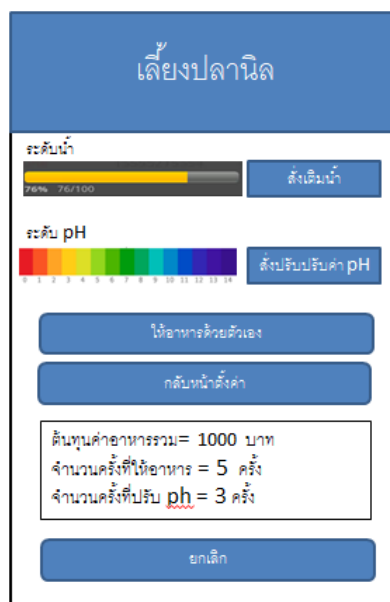 เลี้ยงปลานิล
ระดับน้ำ
76% 76/100
สั่งเติมน้ำ
ระดับ pH
0 1 2 3 4 5 6 7 8 9 10 11 12 13 14
สั่งปรับปรับค่า pH
ให้อาหารด้วยตัวเอง
กลับหน้าตั้งค่า
ต้นทุนค่าอาหารรวม= 1000 บาท
จำนวนครั้งที่ให้อาหาร = 5 ครั้ง
จำนวนครั้งที่ปรับ ph = 3 ครั้ง
ยกเลิก